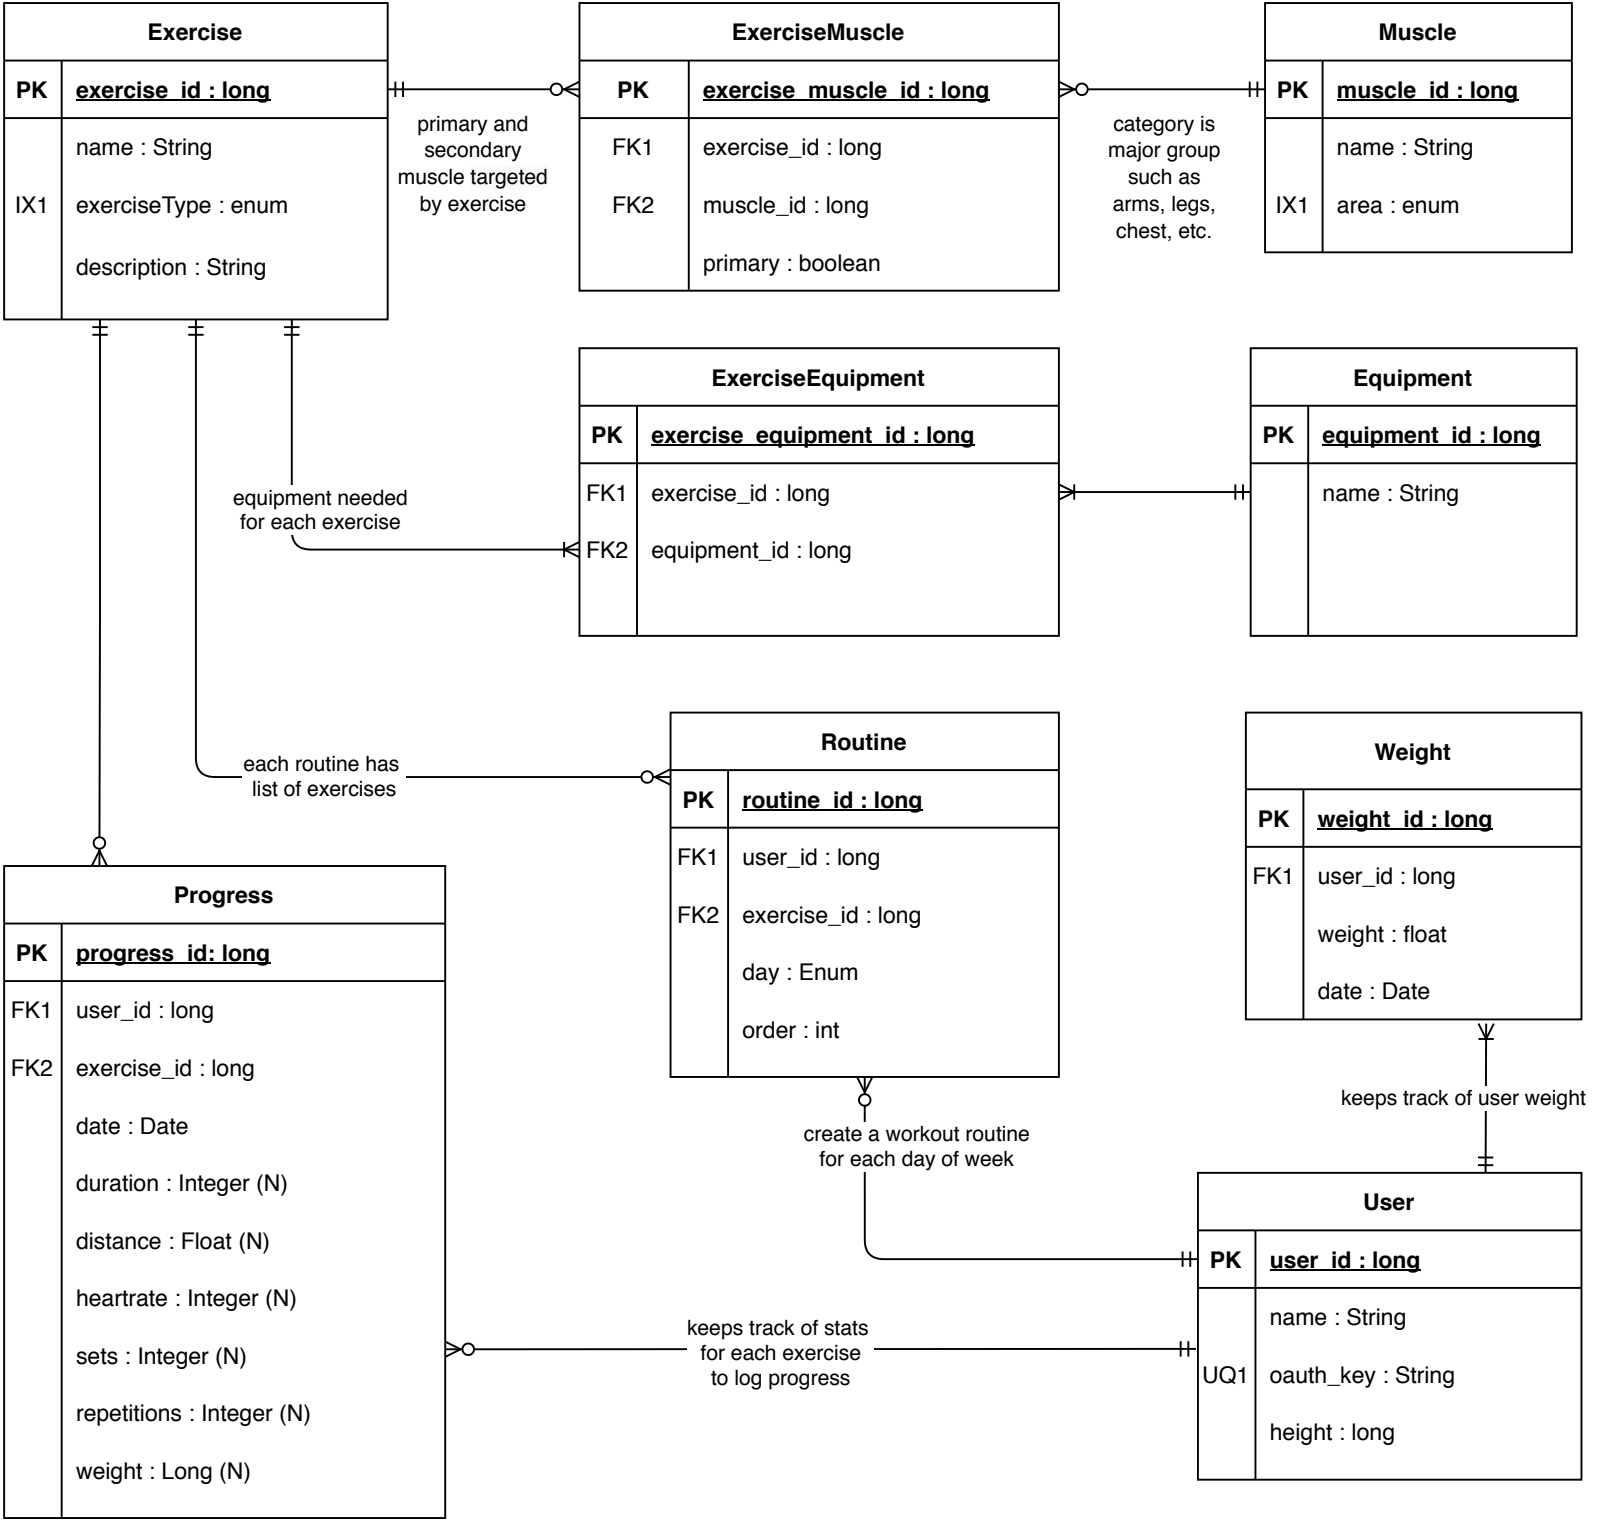 Exercise
PK exercise_id : long
name : String
IX1 exerciseType : enum
description : String
primary and
secondary
muscle targeted
by exercise
ExerciseMuscle
PK exercise_muscle_id : long
FK1 exercise_id : long
FK2 muscle_id : long
primary : boolean
category is
major group
such as
arms, legs,
chest, etc.
Muscle
PK muscle_id : long
name : String
IX1 area : enum
equipment needed
for each exercise
ExerciseEquipment
PK exercise_equipment_id : long
FK1 exercise_id : long
FK2 equipment_id : long
Equipment
PK equipment_id : long
name : String
each routine has
list of exercises
Routine
PK routine_id : long
FK1 user_id : long
FK2 exercise_id : long
day : Enum
order : int
Weight
PK weight_id : long
FK1 user_id : long
weight : float
date : Date
Progress
PK progress_id: long
FK1 user_id : long
FK2 exercise_id : long
date : Date
duration : Integer (N)
distance : Float (N)
heartrate : Integer (N)
sets : Integer (N)
repetitions : Integer (N)
weight : Long (N)
create a workout routine
for each day of week
keeps track of user weight
keeps track of stats
for each exercise
to log progress
User
PK user_id : long
name : String
UQ1 oauth_key : String
height : long